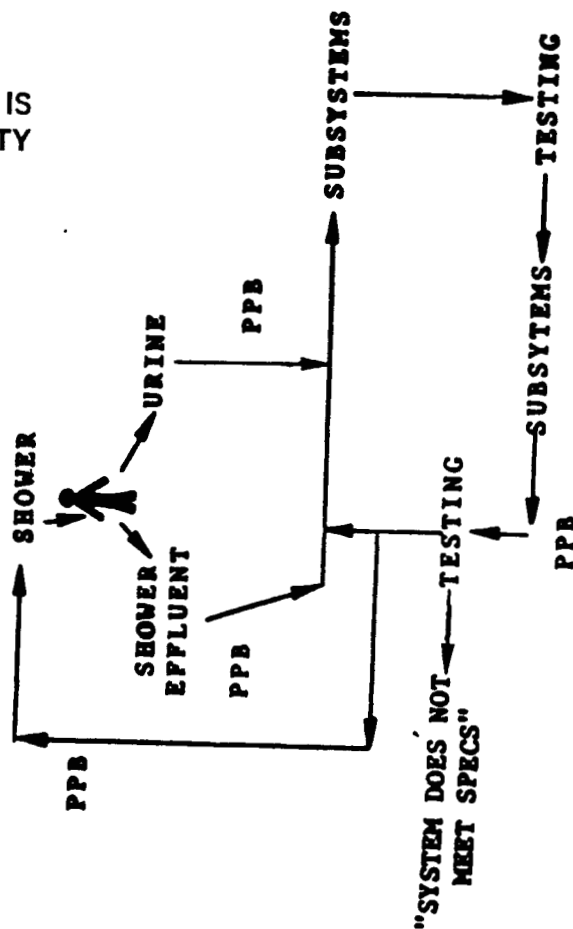 IS
TY
SHOWER
URINE
SHOWER
EFFLUENT
PPB
PPB
PPB
SUBSYSTEMS
TESTING
SUBSYTEMS
PPB
TESTING
"SYSTEM DOES NOT
MEET SPECS"